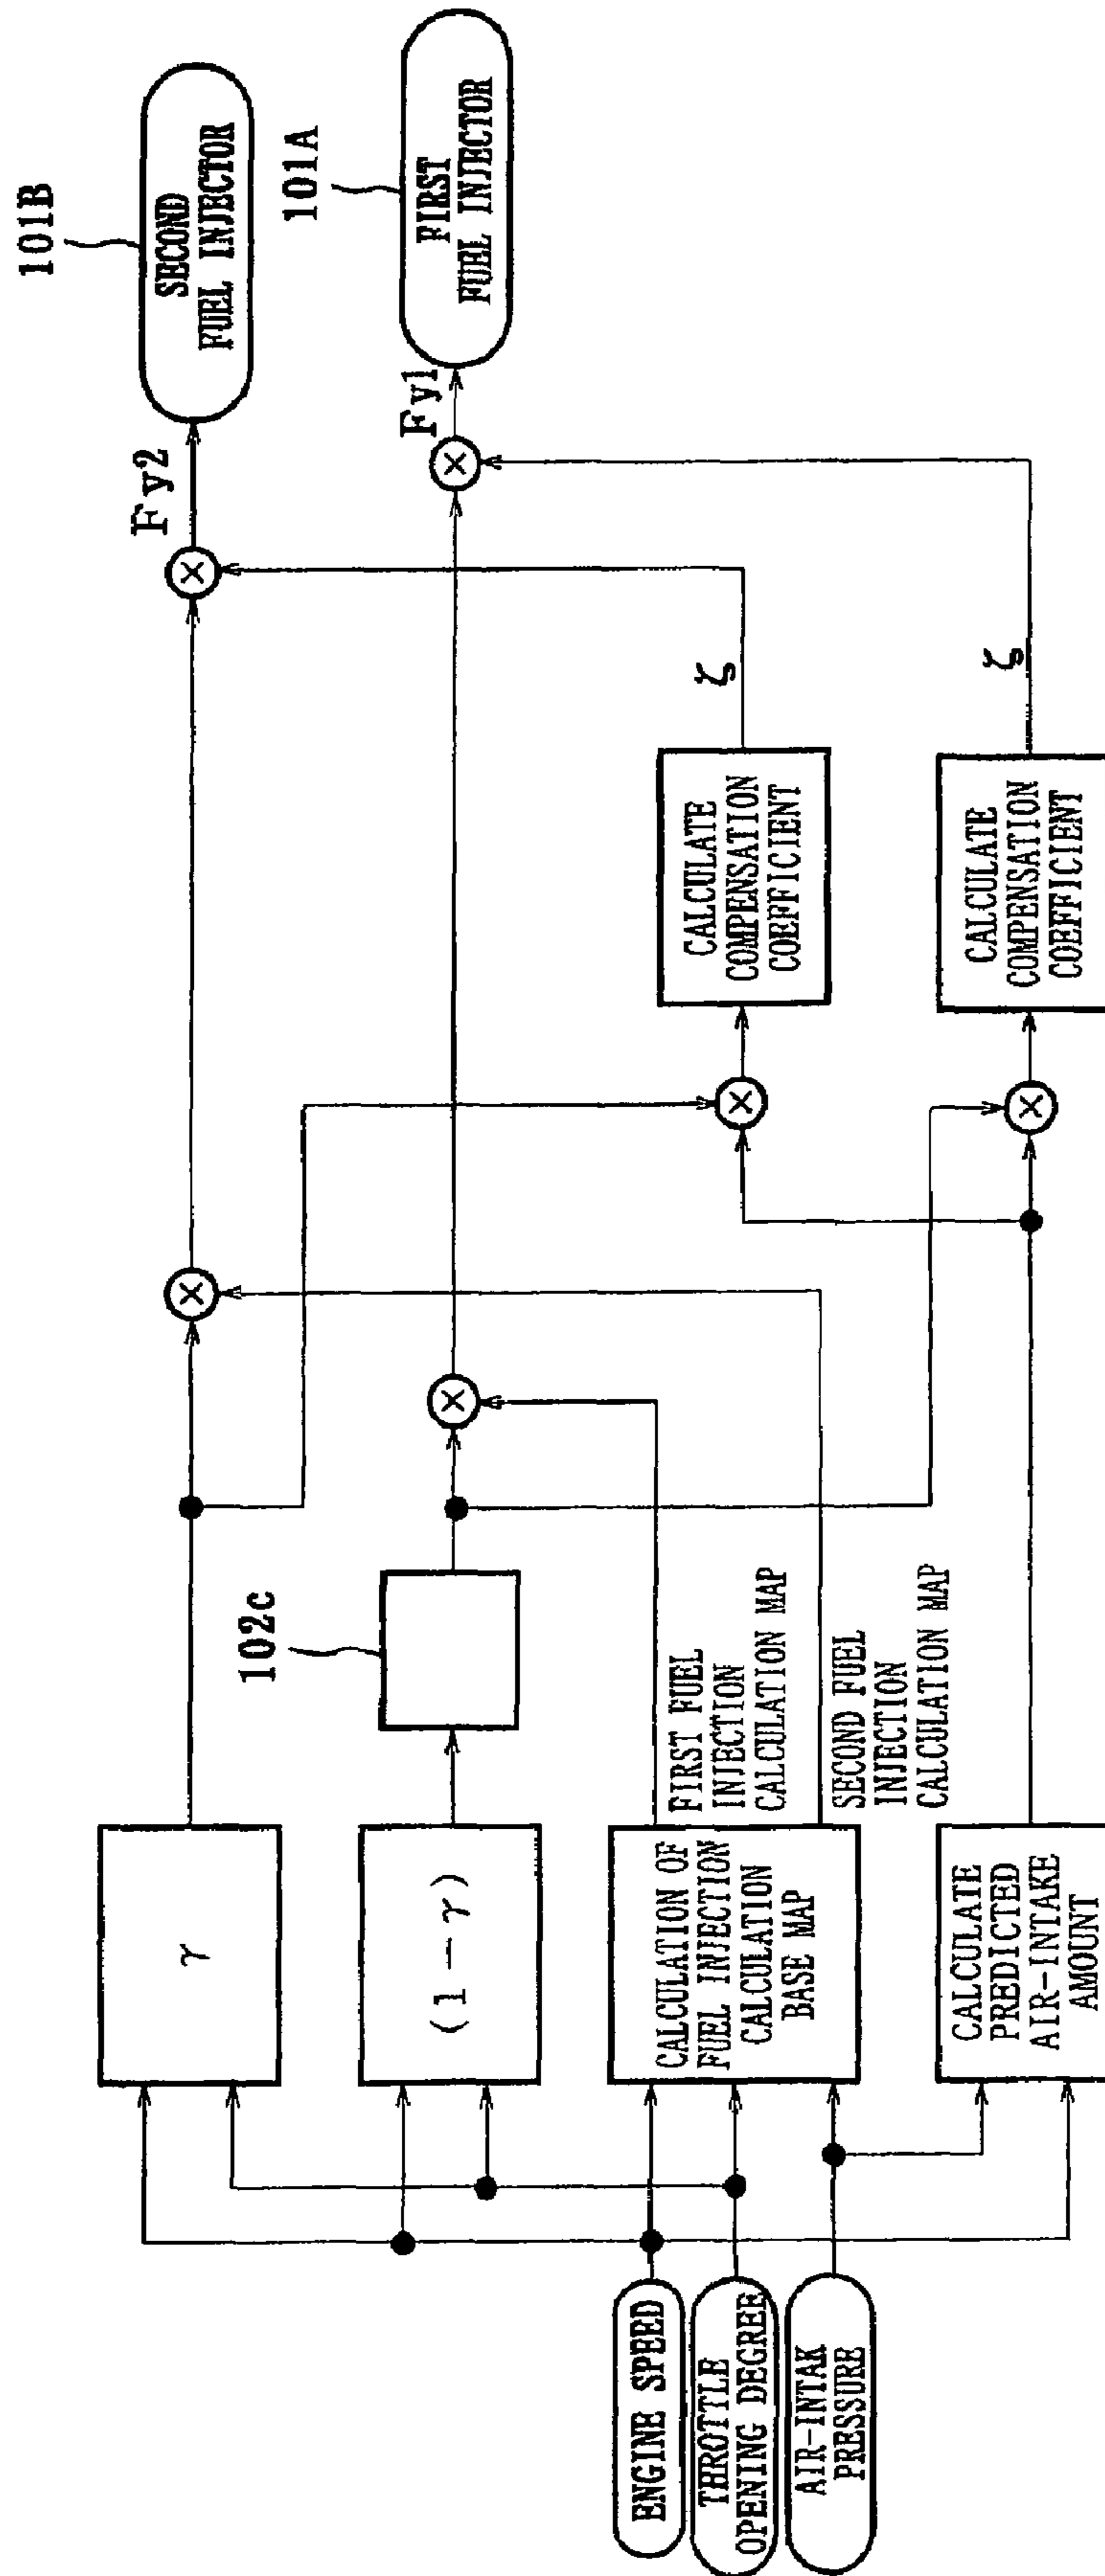 101B
SECOND
FUEL INJECTOR
101A
FIRST
FUEL INJECTOR
Fy2
Fy1
×
×
×
×
×
×
ζ
ζ
CALCULATE
COMPENSATION
COEFFICIENT
CALCULATE
COMPENSATION
COEFFICIENT
102c
γ
(1-γ)
CALCULATION OF
FUEL INJECTION
CALCULATION
BASE MAP
FIRST FUEL
INJECTION
CALCULATION MAP
SECOND FUEL
INJECTION
CALCULATION MAP
CALCULATE
PREDICTED
AIR-INTAKE
AMOUNT
ENGINE SPEED
THROTTLE
OPENING DEGREE
AIR-INTAK
PRESSURE